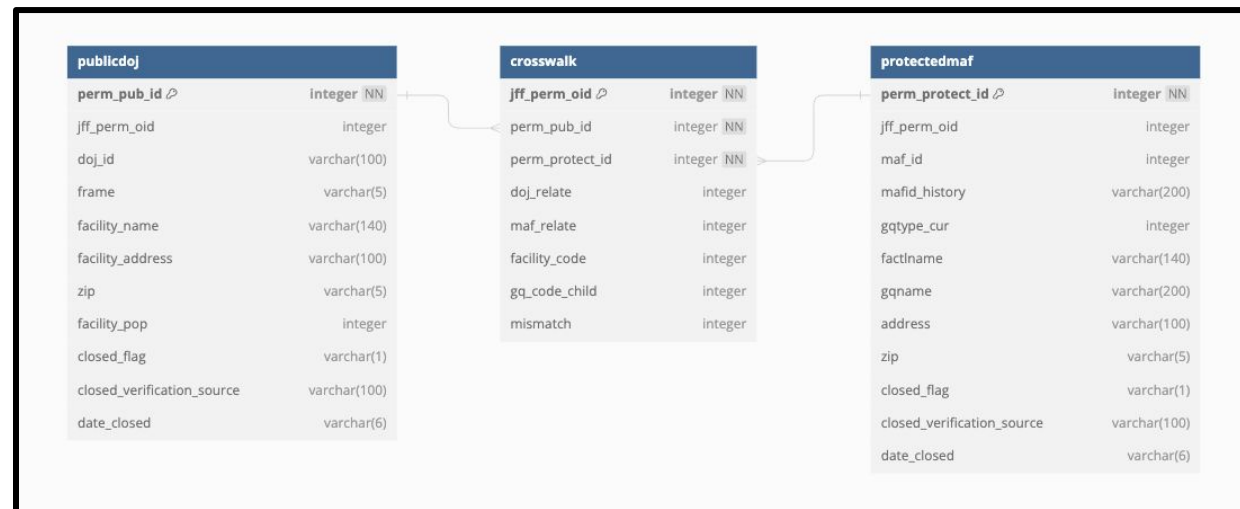 publicdoj
perm_pub_id integer NN
jff_perm_oid integer
doj_id varchar(100)
frame varchar(5)
facility_name varchar(140)
facility_address varchar(100)
zip varchar(5)
facility_pop integer
closed_flag varchar(1)
closed_verification_source varchar(100)
date_closed varchar(6)
crosswalk
jff_perm_oid integer NN
perm_pub_id integer NN
perm_protect_id integer NN
doj_relate integer
maf_relate integer
facility_code integer
gq_code_child integer
mismatch integer
protectedmaf
perm_protect_id integer NN
jff_perm_oid integer
maf_id integer
mafid_history varchar(200)
gqtype_cur integer
factlname varchar(140)
gqname varchar(200)
address varchar(100)
zip varchar(5)
closed_flag varchar(1)
closed_verification_source varchar(100)
date_closed varchar(6)